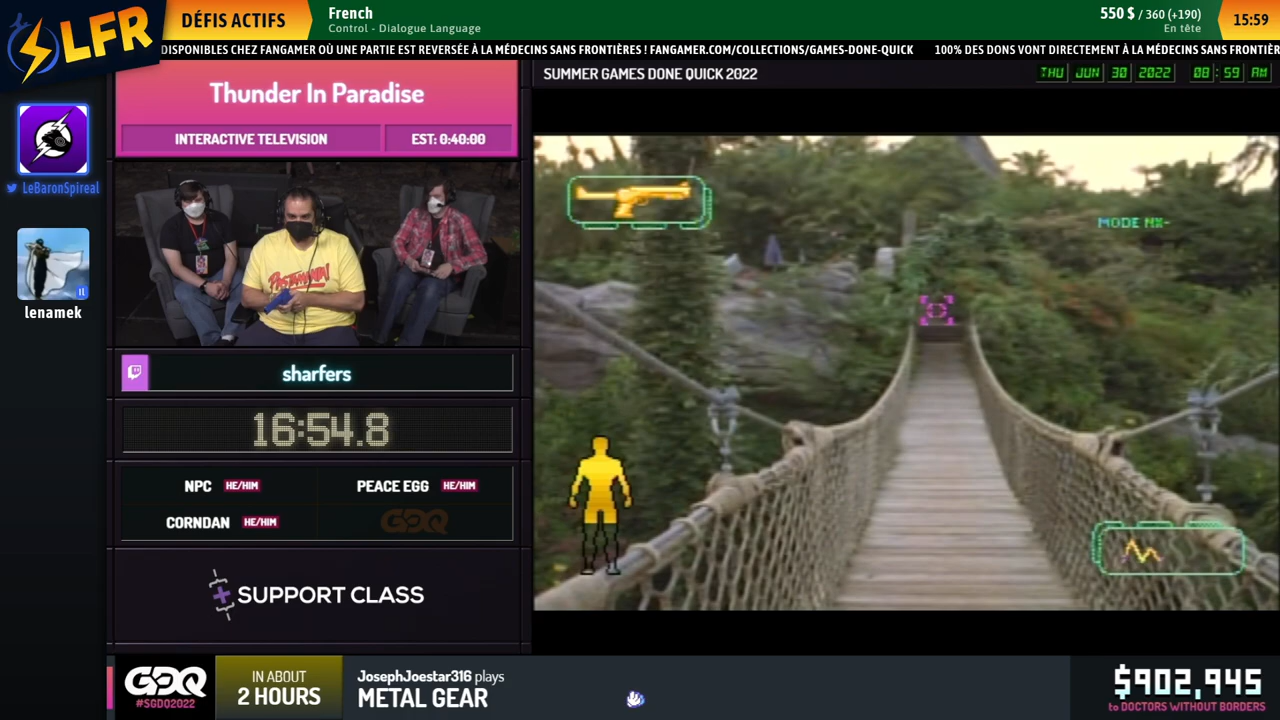 LFR
DÉFIS ACTIFS
French
Control - Dialogue Language
550 $ / 360 (+190)
En tête
15:59
DISPONIBLES CHEZ FANGAMER OÙ UNE PARTIE EST REVERSÉE À LA MÉDECINS SANS FRONTIÈRES ! FANGAMER.COM/COLLECTIONS/GAMES-DONE-QUICK 100% DES DONS VONT DIRECTEMENT À LA MÉDECINS SANS FRONTIÈR
Thunder In Paradise
INTERACTIVE TELEVISION
EST: 0:40:00
SUMMER GAMES DONE QUICK 2022
THU JUN 30 2022 08:59 AM
LeBaronSpireal
lenamek
MODE NX-
sharfers
16:54.8
NPC HE/HIM
PEACE EGG HE/HIM
CORNDAN HE/HIM
GDQ
SUPPORT CLASS
GDQ
#SGDQ2022
IN ABOUT
2 HOURS
JosephJoestar316 plays
METAL GEAR
$902,945
to DOCTORS WITHOUT BORDERS